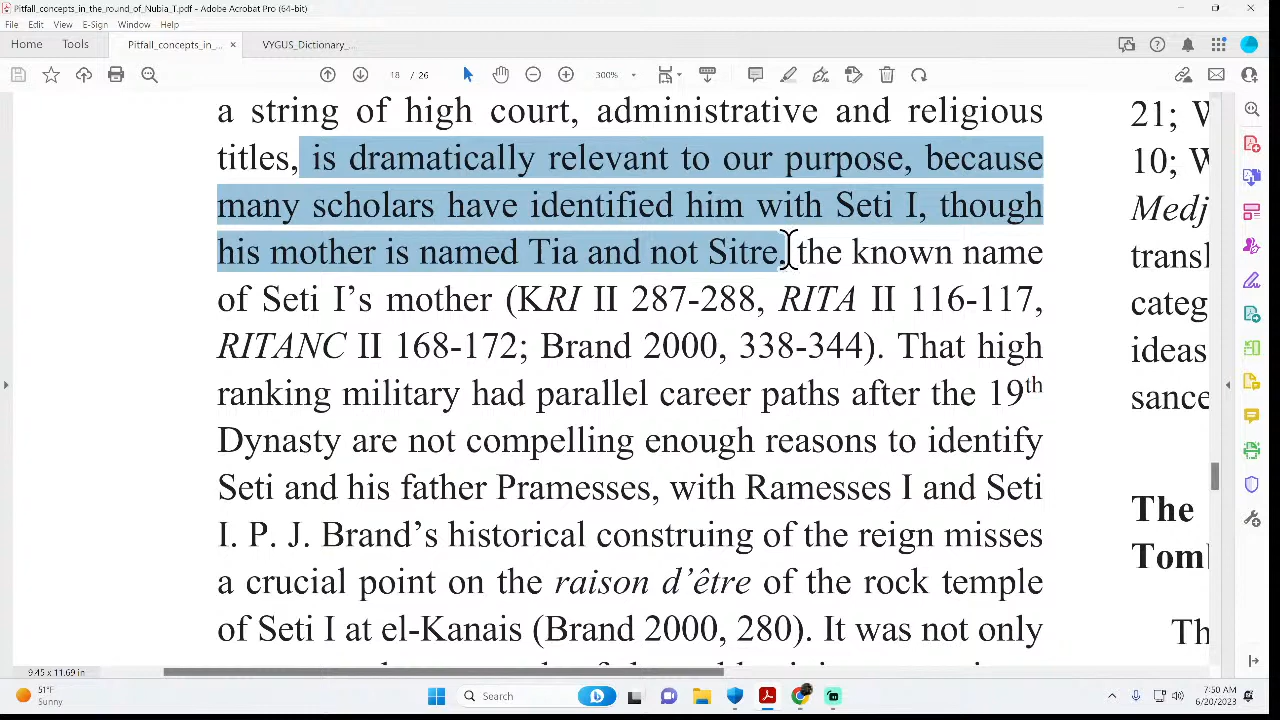 Pitfall_concepts_in_the_round_of_Nubia_T.pdf - Adobe Acrobat Pro (64-bit)
File Edit View E-Sign Window Help
Home Tools Pitfall_concepts_in_... × VYGUS_Dictionary_...
18 / 26 300%
a string of high court, administrative and religious
titles, is dramatically relevant to our purpose, because
many scholars have identified him with Seti I, though
his mother is named Tia and not Sitre, the known name
of Seti I’s mother (KRI II 287-288, RITA II 116-117,
RITANC II 168-172; Brand 2000, 338-344). That high
ranking military had parallel career paths after the 19th
Dynasty are not compelling enough reasons to identify
Seti and his father Pramesses, with Ramesses I and Seti
I. P. J. Brand’s historical construing of the reign misses
a crucial point on the raison d’être of the rock temple
of Seti I at el-Kanais (Brand 2000, 280). It was not only
21; W
10; W
Medj
transl
categ
ideas
sance
The
Tom
Th
9.45 x 11.69 in
51°F
Sunny
Search
7:50 AM
6/20/2023